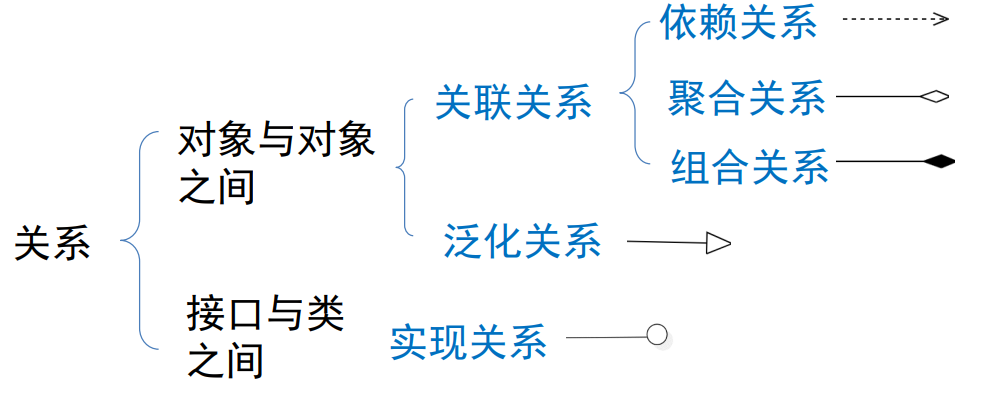 关系
对象与对象
之间
关联关系
依赖关系
聚合关系
组合关系
泛化关系
接口与类
之间
实现关系